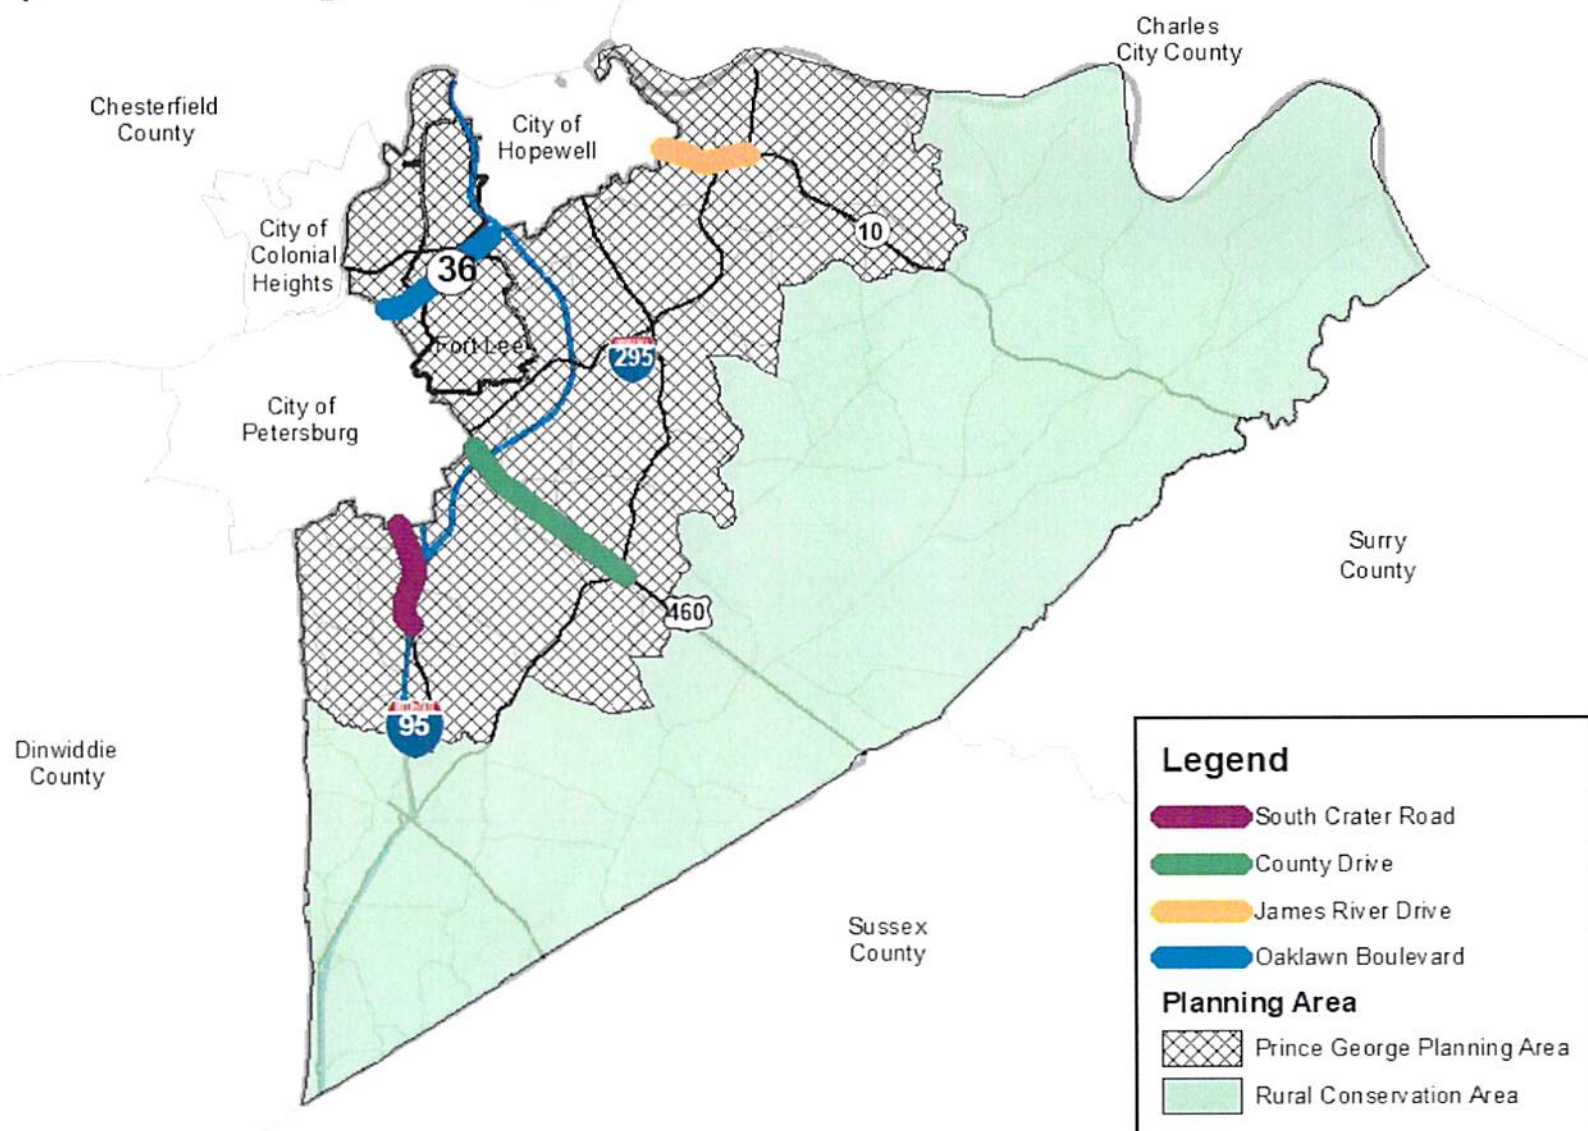 Charles
City County
Chesterfield
County
City of
Hopewell
City of
Colonial
Heights
10
36
Fort Lee
295
City of
Petersburg
Surry
County
460
95
Dinwiddie
County
Sussex
County
Legend
South Crater Road
County Drive
James River Drive
Oaklawn Boulevard
Planning Area
Prince George Planning Area
Rural Conservation Area